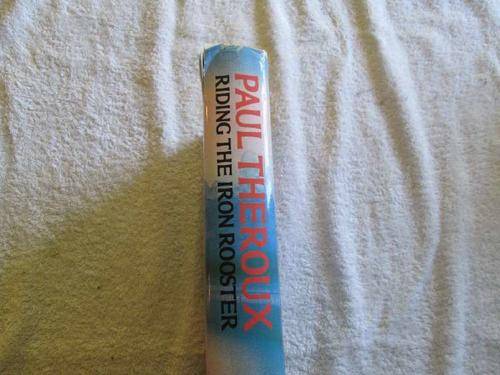 PAUL THEROUX
RIDING THE IRON ROOSTER